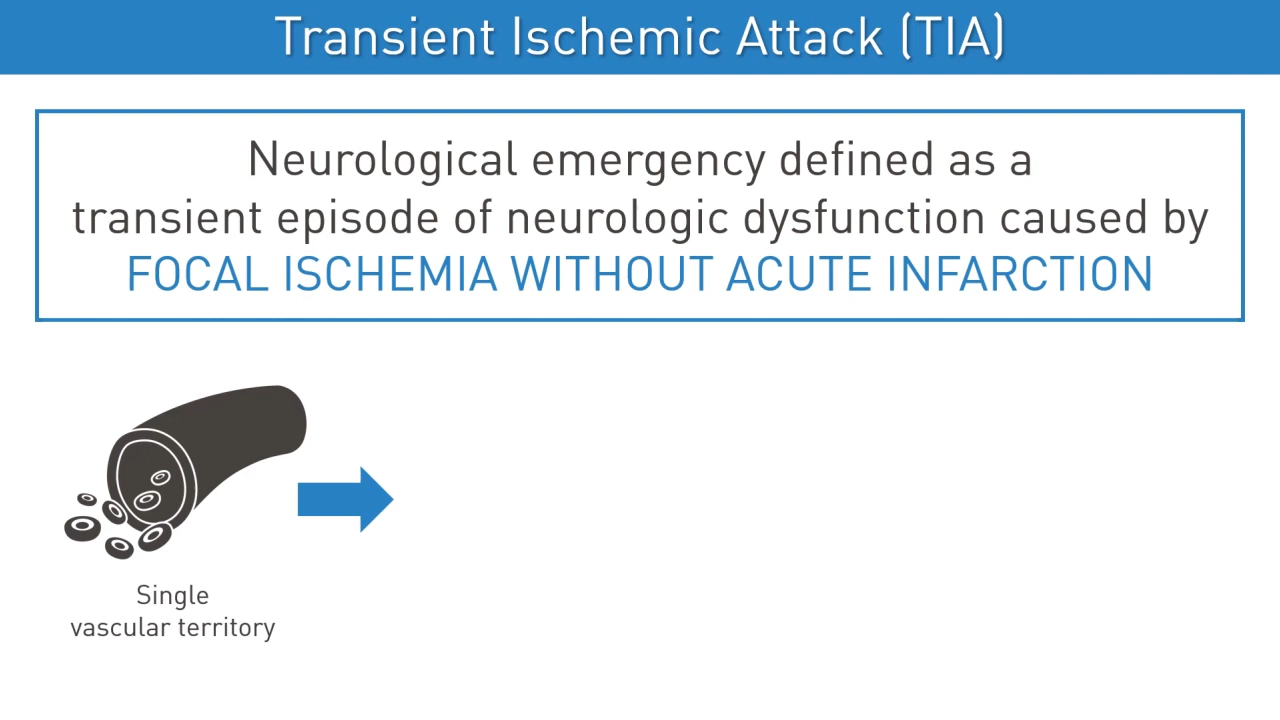 Transient Ischemic Attack (TIA)
Neurological emergency defined as a
transient episode of neurologic dysfunction caused by
FOCAL ISCHEMIA WITHOUT ACUTE INFARCTION
Single
vascular territory